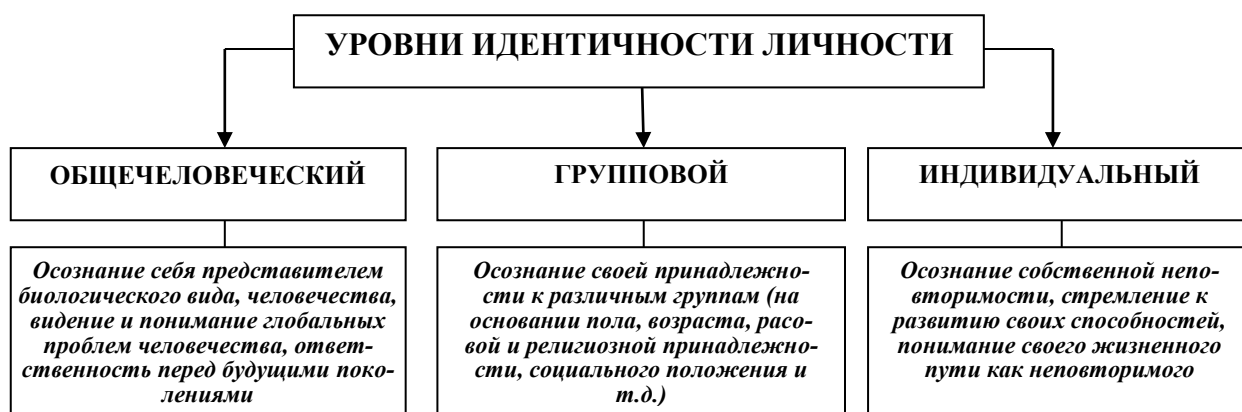 УРОВНИ ИДЕНТИЧНОСТИ ЛИЧНОСТИ
ОБЩЕЧЕЛОВЕЧЕСКИЙ
Осознание себя представителем
биологического вида, человечества,
видение и понимание глобальных
проблем человечества, ответ-
ственность перед будущими поко-
лениями
ГРУППОВОЙ
Осознание своей принадлежно-
сти к различным группам (на
основании пола, возраста, расо-
вой и религиозной принадлежно-
сти, социального положения и
т.д.)
ИНДИВИДУАЛЬНЫЙ
Осознание собственной непо-
вторимости, стремление к
развитию своих способностей,
понимание своего жизненного
пути как неповторимого